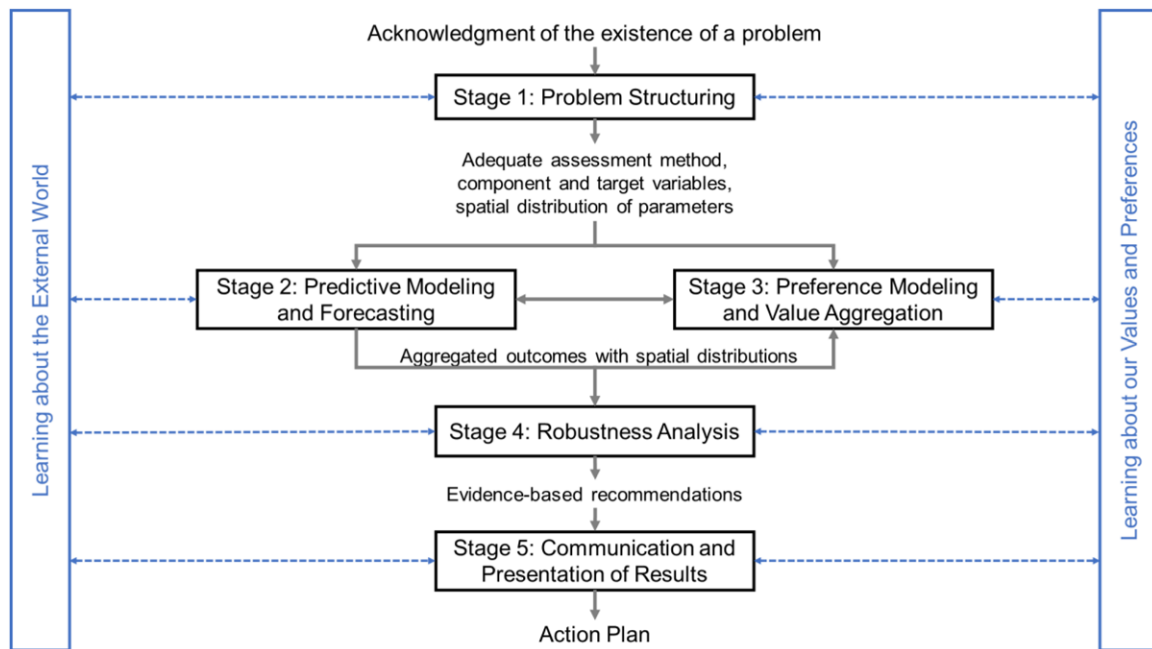 Acknowledgment of the existence of a problem
Stage 1: Problem Structuring
Adequate assessment method,
component and target variables,
spatial distribution of parameters
Stage 2: Predictive Modeling
and Forecasting
Stage 3: Preference Modeling
and Value Aggregation
Aggregated outcomes with spatial distributions
Stage 4: Robustness Analysis
Evidence-based recommendations
Stage 5: Communication and
Presentation of Results
Action Plan
Learning about the External World
Learning about our Values and Preferences